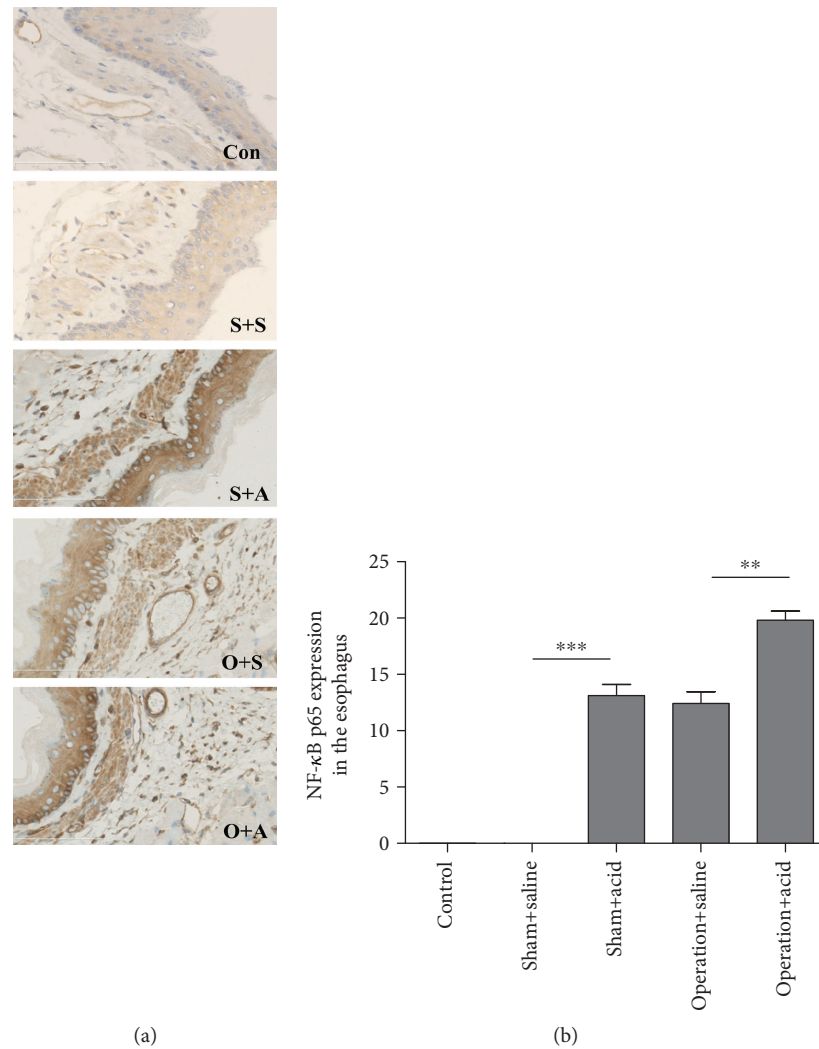 Con
S+S
S+A
O+S
O+A
NF-κB p65 expression
in the esophagus
25
20
15
10
5
0
***
**
Control
Sham+saline
Sham+acid
Operation+saline
Operation+acid
(a)
(b)